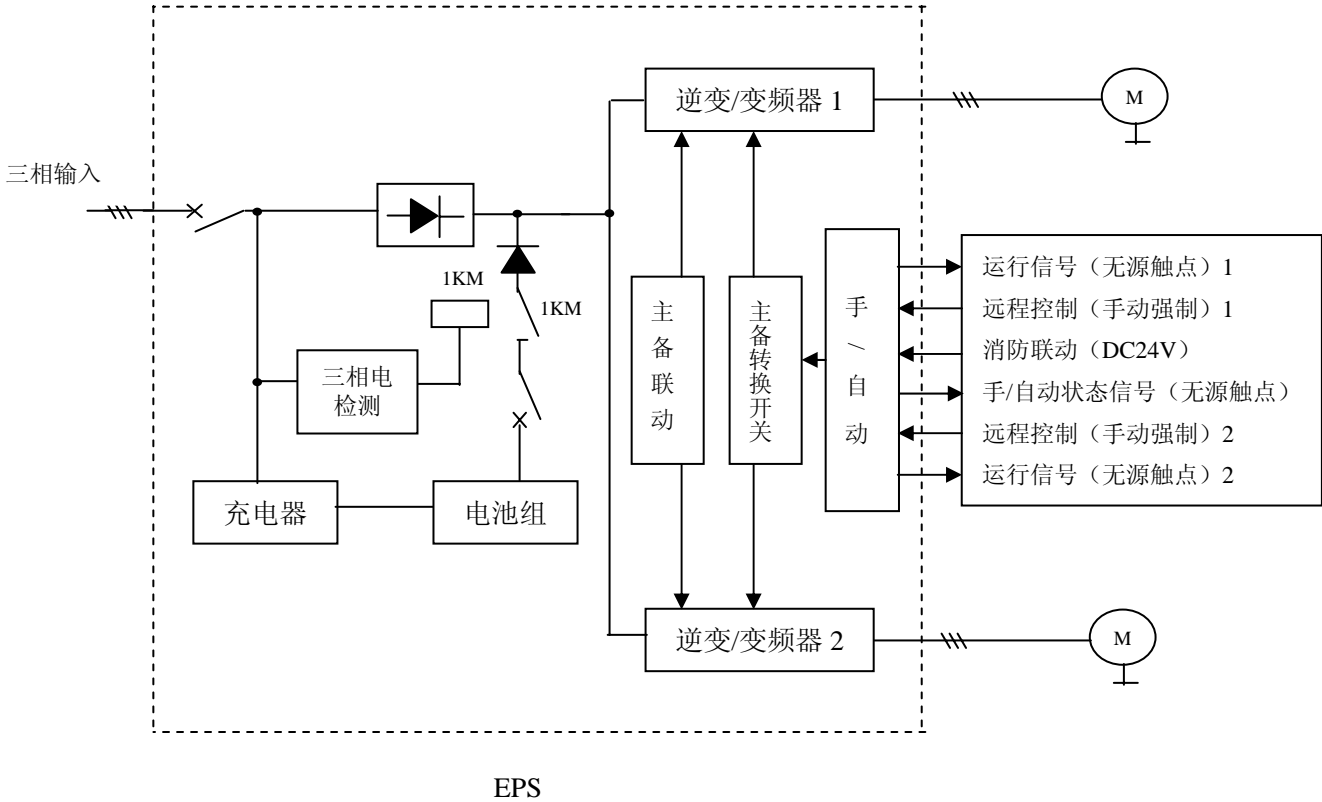 逆变/变频器 1
M
三相输入
1KM
1KM
三相电
检测
充电器
电池组
主备联动
主备转换开关
手/自动
运行信号（无源触点）1
远程控制（手动强制）1
消防联动（DC24V）
手/自动状态信号（无源触点）
远程控制（手动强制）2
运行信号（无源触点）2
逆变/变频器 2
M
EPS